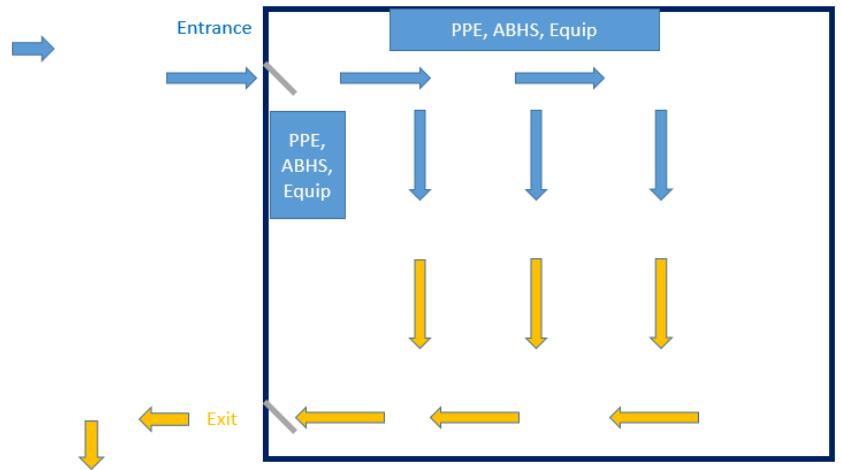 Entrance
PPE, ABHS, Equip
PPE,
ABHS,
Equip
Exit